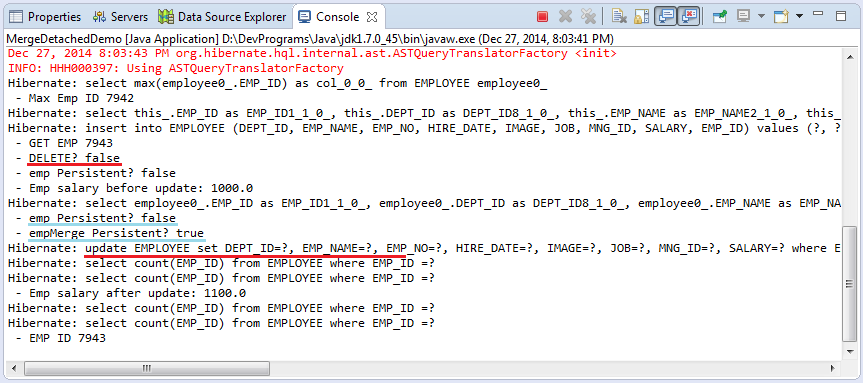 Properties Servers Data Source Explorer Console
MergeDetachedDemo [Java Application] D:\DevPrograms\Java\jdk1.7.0_45\bin\javaw.exe (Dec 27, 2014, 8:03:41 PM)
Dec 27, 2014 8:03:43 PM org.hibernate.hql.internal.ast.ASTQueryTranslatorFactory <init>
INFO: HHH000397: Using ASTQueryTranslatorFactory
Hibernate: select max(employee0_.EMP_ID) as col_0_0_ from EMPLOYEE employee0_
- Max Emp ID 7942
Hibernate: select this_.EMP_ID as EMP_ID1_1_0_, this_.DEPT_ID as DEPT_ID8_1_0_, this_.EMP_NAME as EMP_NAME2_1_0_, this_
Hibernate: insert into EMPLOYEE (DEPT_ID, EMP_NAME, EMP_NO, HIRE_DATE, IMAGE, JOB, MNG_ID, SALARY, EMP_ID) values (?, ?
- GET EMP 7943
- DELETE? false
- emp Persistent? false
- Emp salary before update: 1000.0
Hibernate: select employee0_.EMP_ID as EMP_ID1_1_0_, employee0_.DEPT_ID as DEPT_ID8_1_0_, employee0_.EMP_NAME as EMP_NA
- emp Persistent? false
- empMerge Persistent? true
Hibernate: update EMPLOYEE set DEPT_ID=?, EMP_NAME=?, EMP_NO=?, HIRE_DATE=?, IMAGE=?, JOB=?, MNG_ID=?, SALARY=? where E
Hibernate: select count(EMP_ID) from EMPLOYEE where EMP_ID =?
Hibernate: select count(EMP_ID) from EMPLOYEE where EMP_ID =?
- Emp salary after update: 1100.0
Hibernate: select count(EMP_ID) from EMPLOYEE where EMP_ID =?
Hibernate: select count(EMP_ID) from EMPLOYEE where EMP_ID =?
- EMP ID 7943